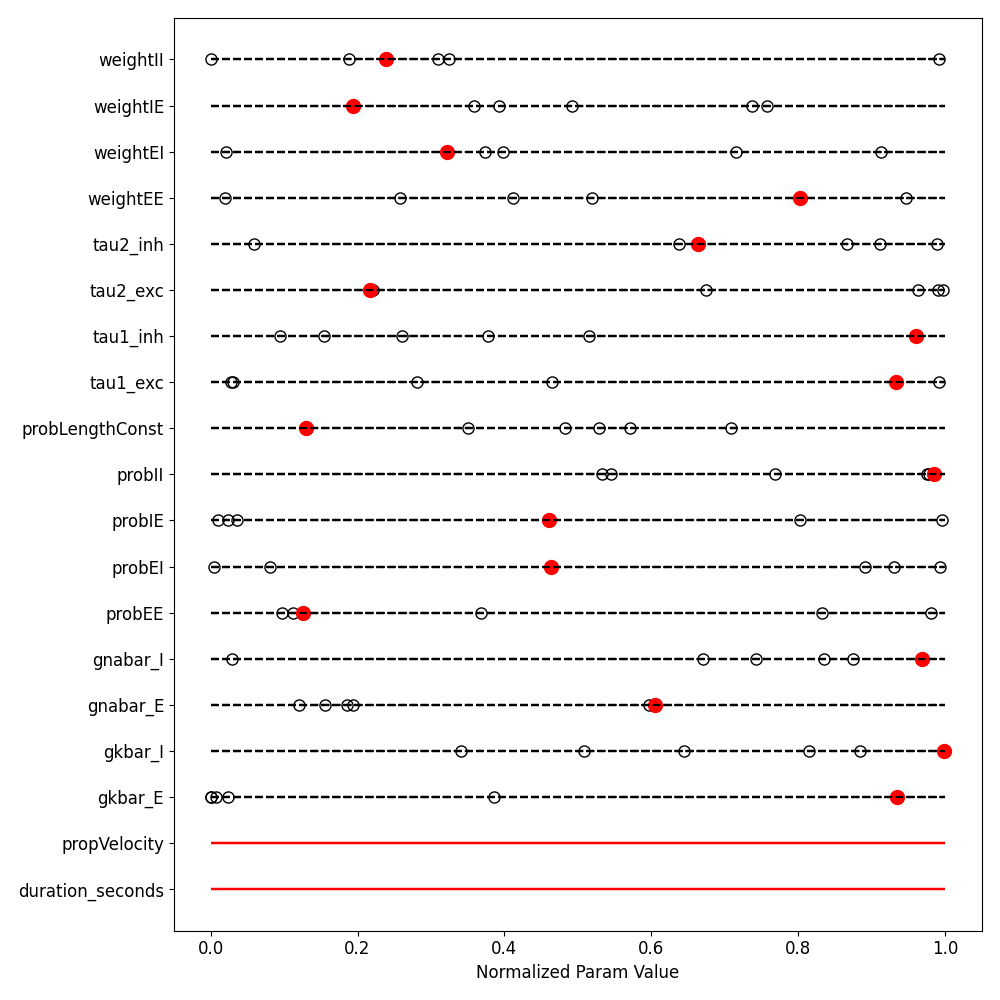 weightII
weightIE
weightEI
weightEE
tau2_inh
tau2_exc
tau1_inh
tau1_exc
probLengthConst
probII
probIE
probEI
probEE
gnabar_I
gnabar_E
gkbar_I
gkbar_E
propVelocity
duration_seconds
0.0 0.2 0.4 0.6 0.8 1.0
Normalized Param Value